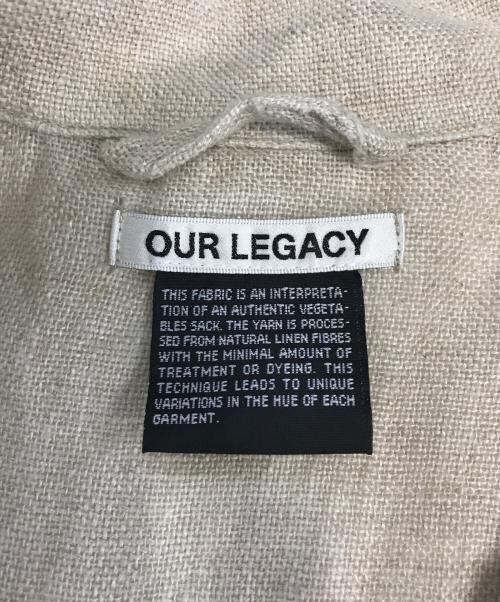 OUR LEGACY
THIS FABRIC IS AN INTERPRETA-
TION OF AN AUTHENTIC VEGETA-
BLES SACK. THE YARN IS PROCES-
SED FROM NATURAL LINEN FIBRES
WITH THE MINIMAL AMOUNT OF
TREATMENT OR DYEING. THIS
TECHNIQUE LEADS TO UNIQUE
VARIATIONS IN THE HUE OF EACH
GARMENT.